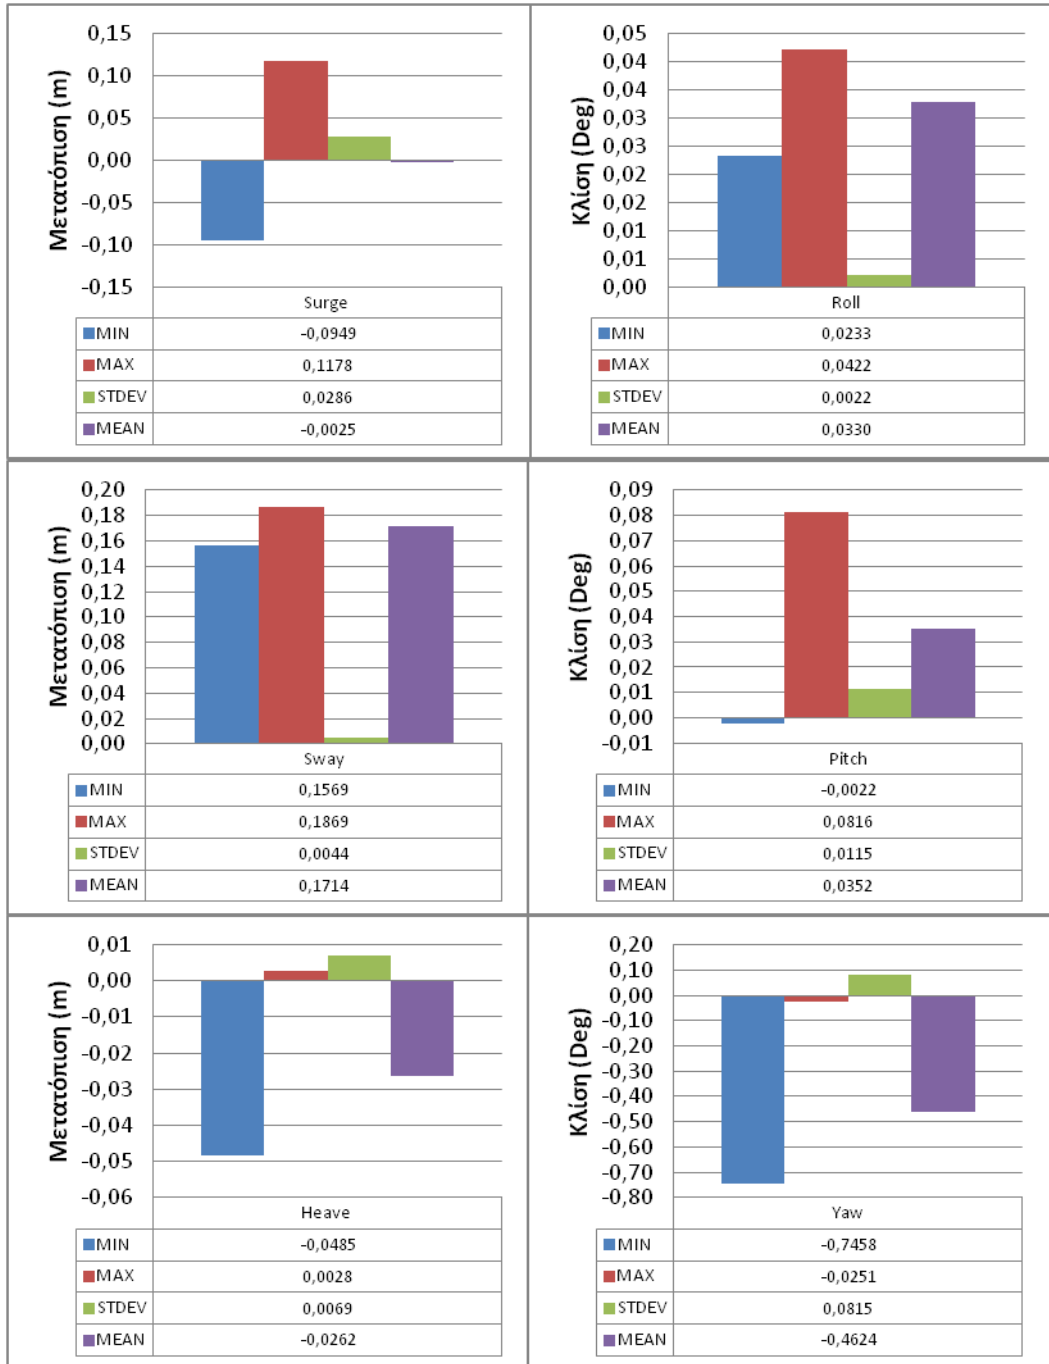 Μετατόπιση (m)
0,15
0,10
0,05
0,00
-0,05
-0,10
-0,15
Surge
MIN -0,0949
MAX 0,1178
STDEV 0,0286
MEAN -0,0025
Κλίση (Deg)
0,05
0,04
0,04
0,03
0,03
0,02
0,02
0,01
0,01
0,00
Roll
MIN 0,0233
MAX 0,0422
STDEV 0,0022
MEAN 0,0330
Μετατόπιση (m)
0,20
0,18
0,16
0,14
0,12
0,10
0,08
0,06
0,04
0,02
0,00
Sway
MIN 0,1569
MAX 0,1869
STDEV 0,0044
MEAN 0,1714
Κλίση (Deg)
0,09
0,08
0,07
0,06
0,05
0,04
0,03
0,02
0,01
0,00
-0,01
Pitch
MIN -0,0022
MAX 0,0816
STDEV 0,0115
MEAN 0,0352
Μετατόπιση (m)
0,01
0,00
-0,01
-0,02
-0,03
-0,04
-0,05
-0,06
Heave
MIN -0,0485
MAX 0,0028
STDEV 0,0069
MEAN -0,0262
Κλίση (Deg)
0,20
0,10
0,00
-0,10
-0,20
-0,30
-0,40
-0,50
-0,60
-0,70
-0,80
Yaw
MIN -0,7458
MAX -0,0251
STDEV 0,0815
MEAN -0,4624